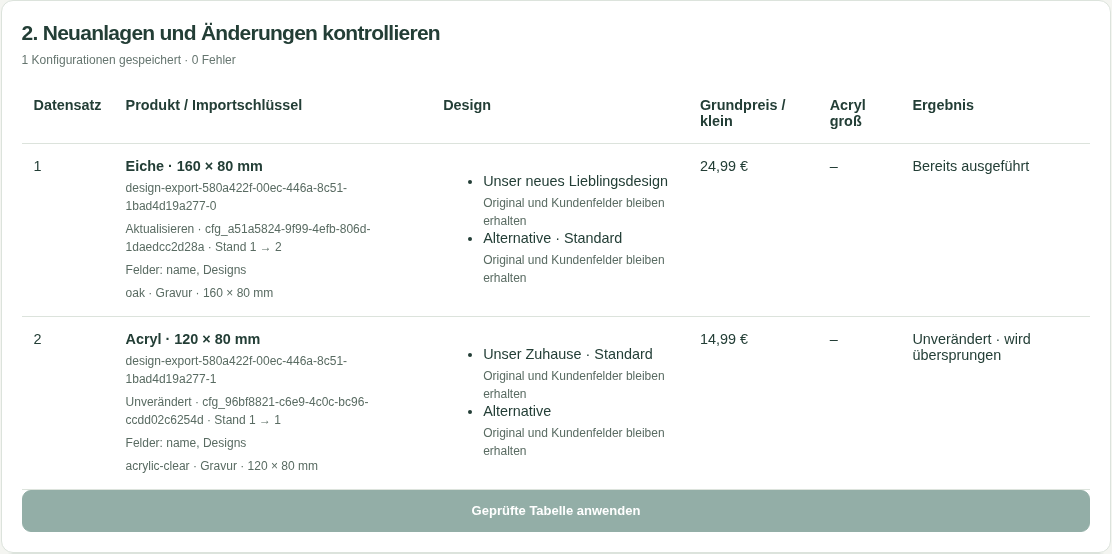 2. Neuanlagen und Änderungen kontrollieren
1 Konfigurationen gespeichert · 0 Fehler
Datensatz
Produkt / Importschlüssel
Design
Grundpreis /
klein
Acryl
groß
Ergebnis
1
Eiche · 160 × 80 mm
design-export-580a422f-00ec-446a-8c51-
1bad4d19a277-0
Aktualisieren · cfg_a51a5824-9f99-4efb-806d-
1daedcc2d28a · Stand 1 → 2
Felder: name, Designs
oak · Gravur · 160 × 80 mm
• Unser neues Lieblingsdesign
Original und Kundenfelder bleiben
erhalten
• Alternative · Standard
Original und Kundenfelder bleiben
erhalten
24,99 €
–
Bereits ausgeführt
2
Acryl · 120 × 80 mm
design-export-580a422f-00ec-446a-8c51-
1bad4d19a277-1
Unverändert · cfg_96bf8821-c6e9-4c0c-bc96-
ccdd02c6254d · Stand 1 → 1
Felder: name, Designs
acrylic-clear · Gravur · 120 × 80 mm
• Unser Zuhause · Standard
Original und Kundenfelder bleiben
erhalten
• Alternative
Original und Kundenfelder bleiben
erhalten
14,99 €
–
Unverändert · wird
übersprungen
Geprüfte Tabelle anwenden